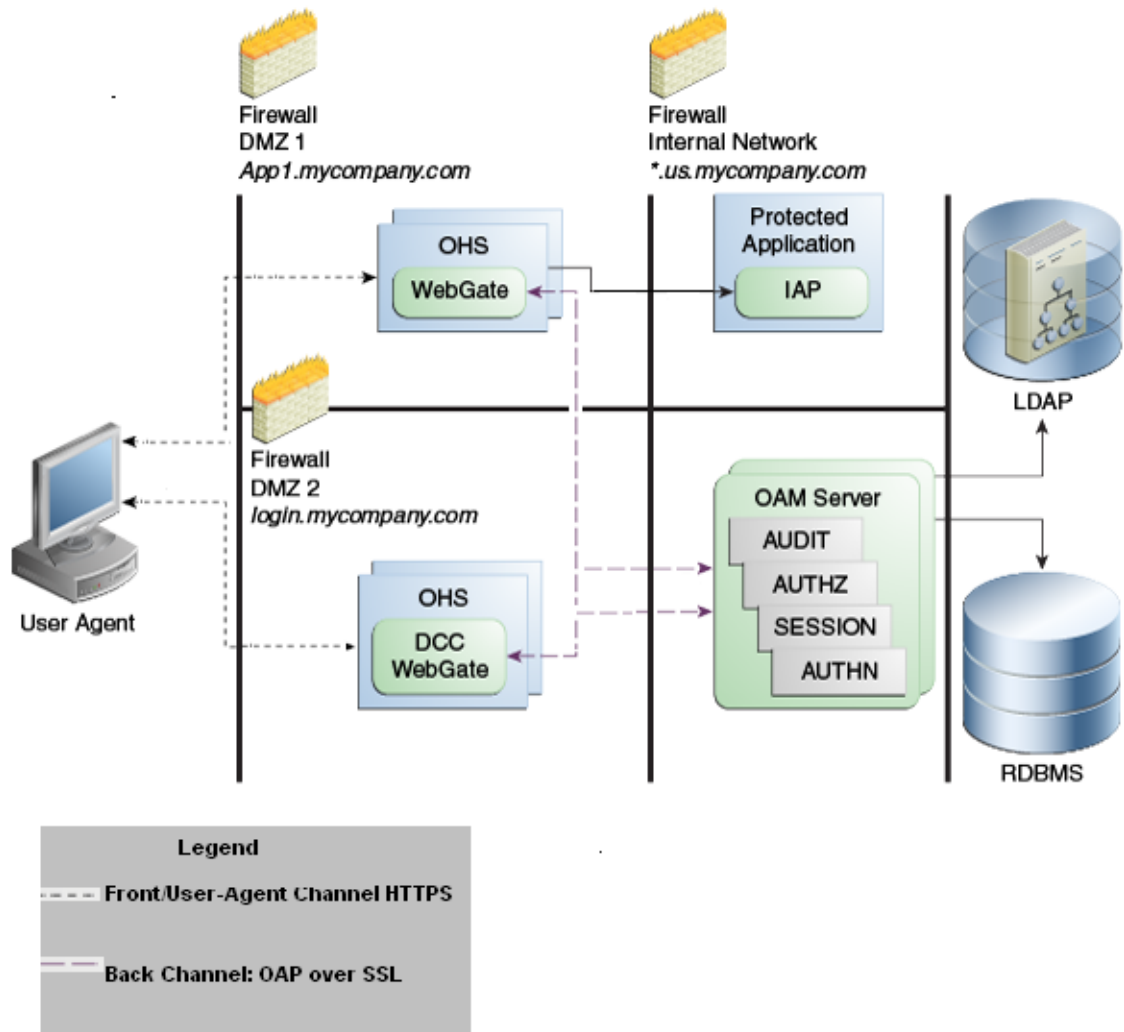 Firewall
DMZ 1
App1.mycompany.com
Firewall
Internal Network
*.us.mycompany.com
OHS
WebGate
Protected
Application
IAP
LDAP
Firewall
DMZ 2
login.mycompany.com
User Agent
OHS
DCC
WebGate
OAM Server
AUDIT
AUTHZ
SESSION
AUTHN
RDBMS
Legend
Front/User-Agent Channel HTTPS
Back Channel: OAP over SSL